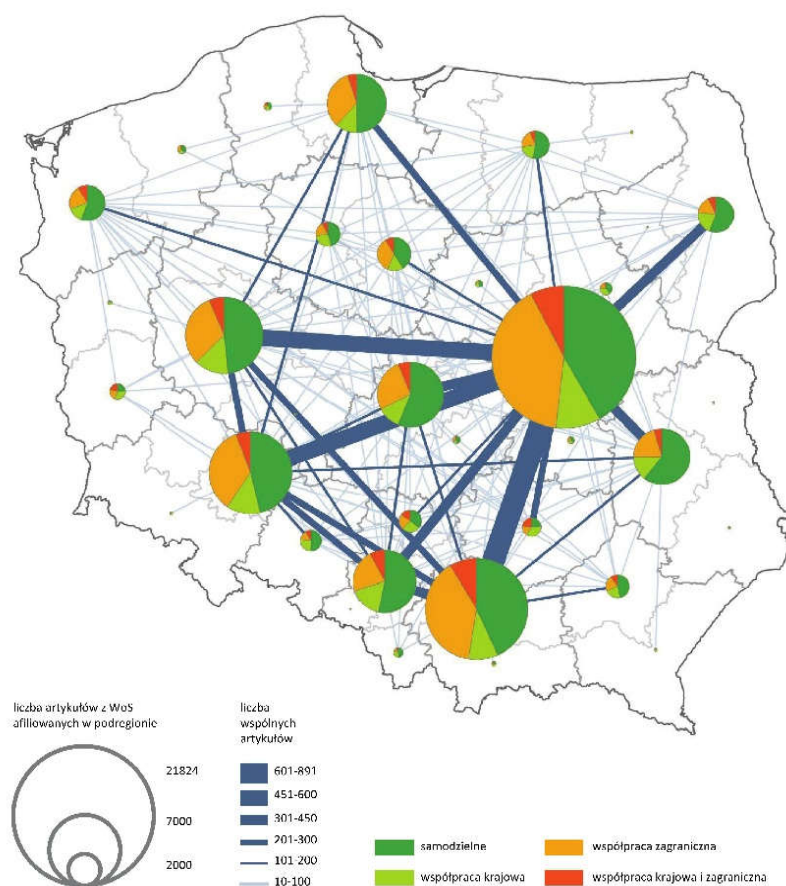 liczba artykułów z WoS
afiliowanych w podregionie
21824
7000
2000
liczba
wspólnych
artykułów
601-891
451-600
301-450
201-300
101-200
10-100
samodzielne
współpraca zagraniczna
współpraca krajowa
współpraca krajowa i zagraniczna